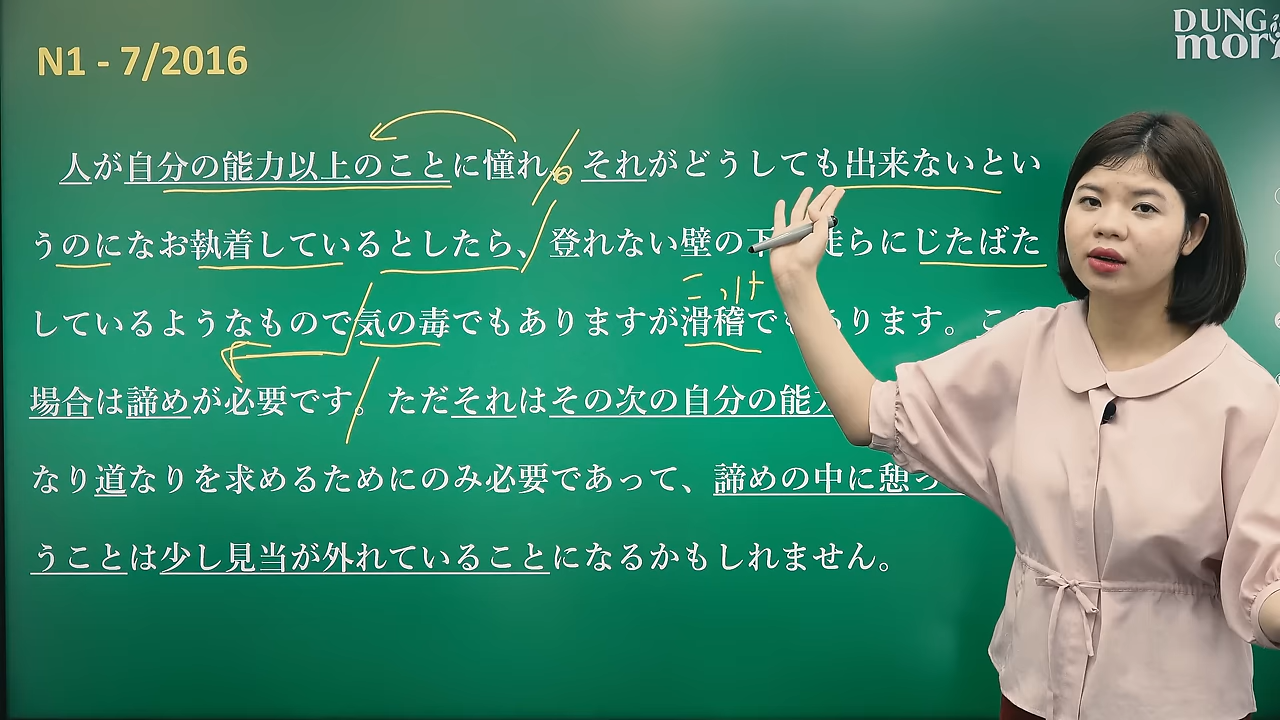 DUNG
mori
N1 - 7/2016
人が自分の能力以上のことに憧れ、それがどうしても出来ないとい
うのになお執着しているとしたら、登れない壁の下 徒らにじたばた
こっけ
しているようなもので気の毒でもありますが滑稽で あります。こ
場合は諦めが必要です。ただそれはその次の自分の能
なり道なりを求めるためにのみ必要であって、諦めの中に憩っ
うことは少し見当が外れていることになるかもしれません。